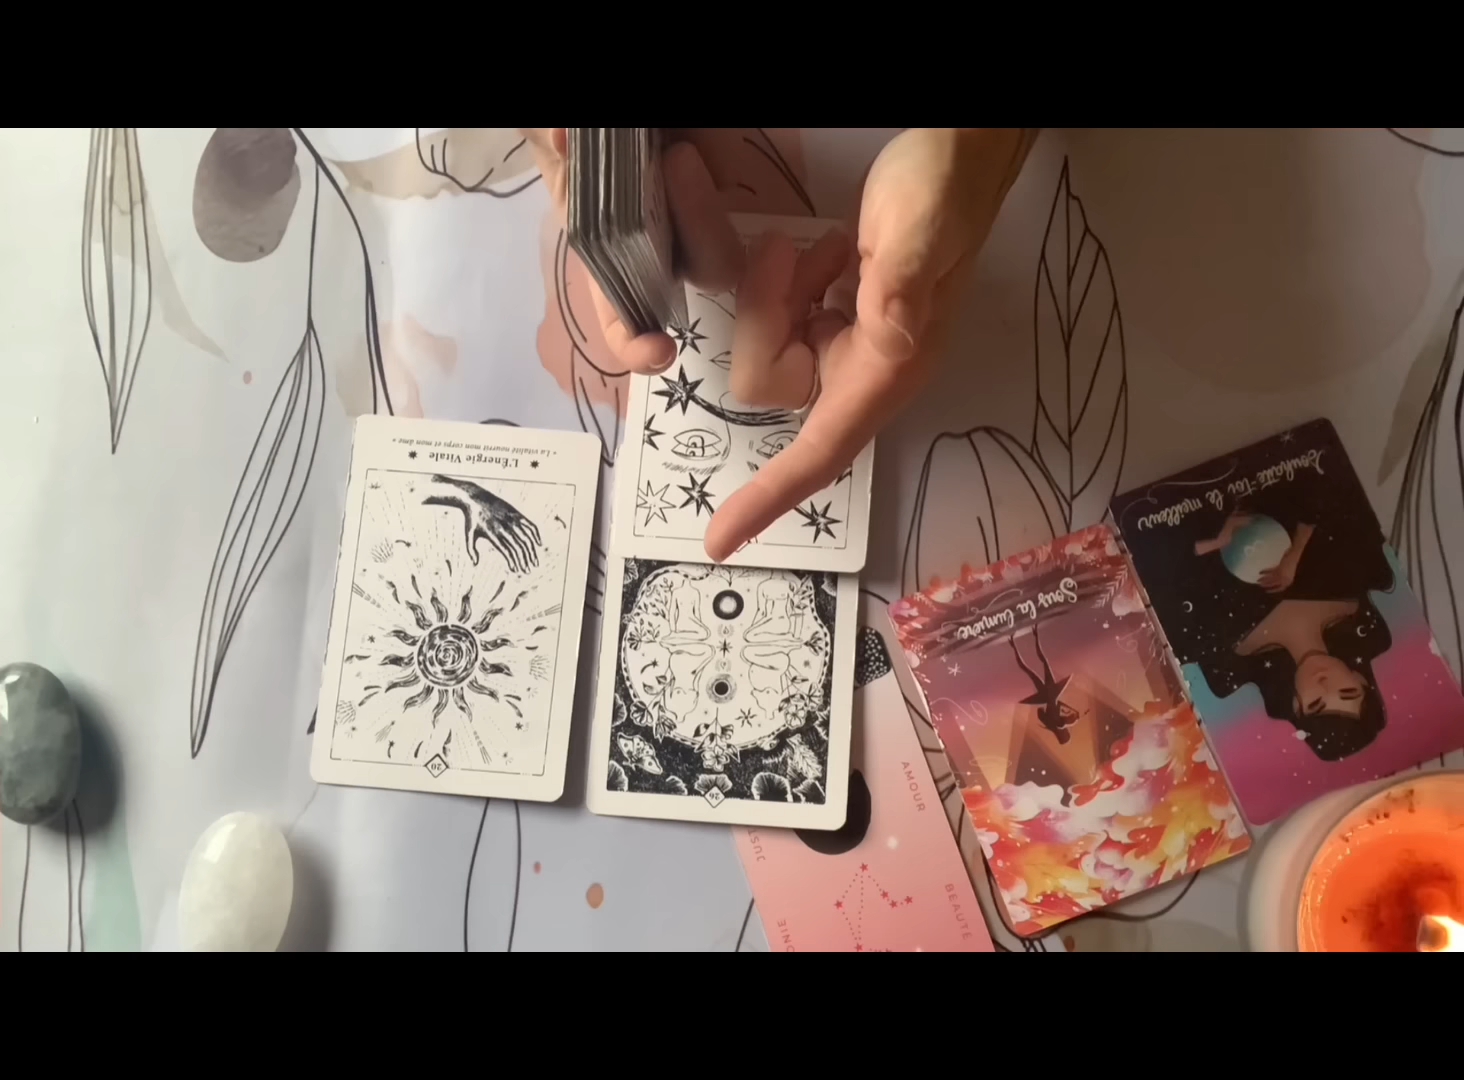 L'Énergie Vitale
« La vitalité nourrit mon corps et mon âme »
20
26
Sous la lumière
Souhaite-toi le meilleur
AMOUR
BEAUTÉ